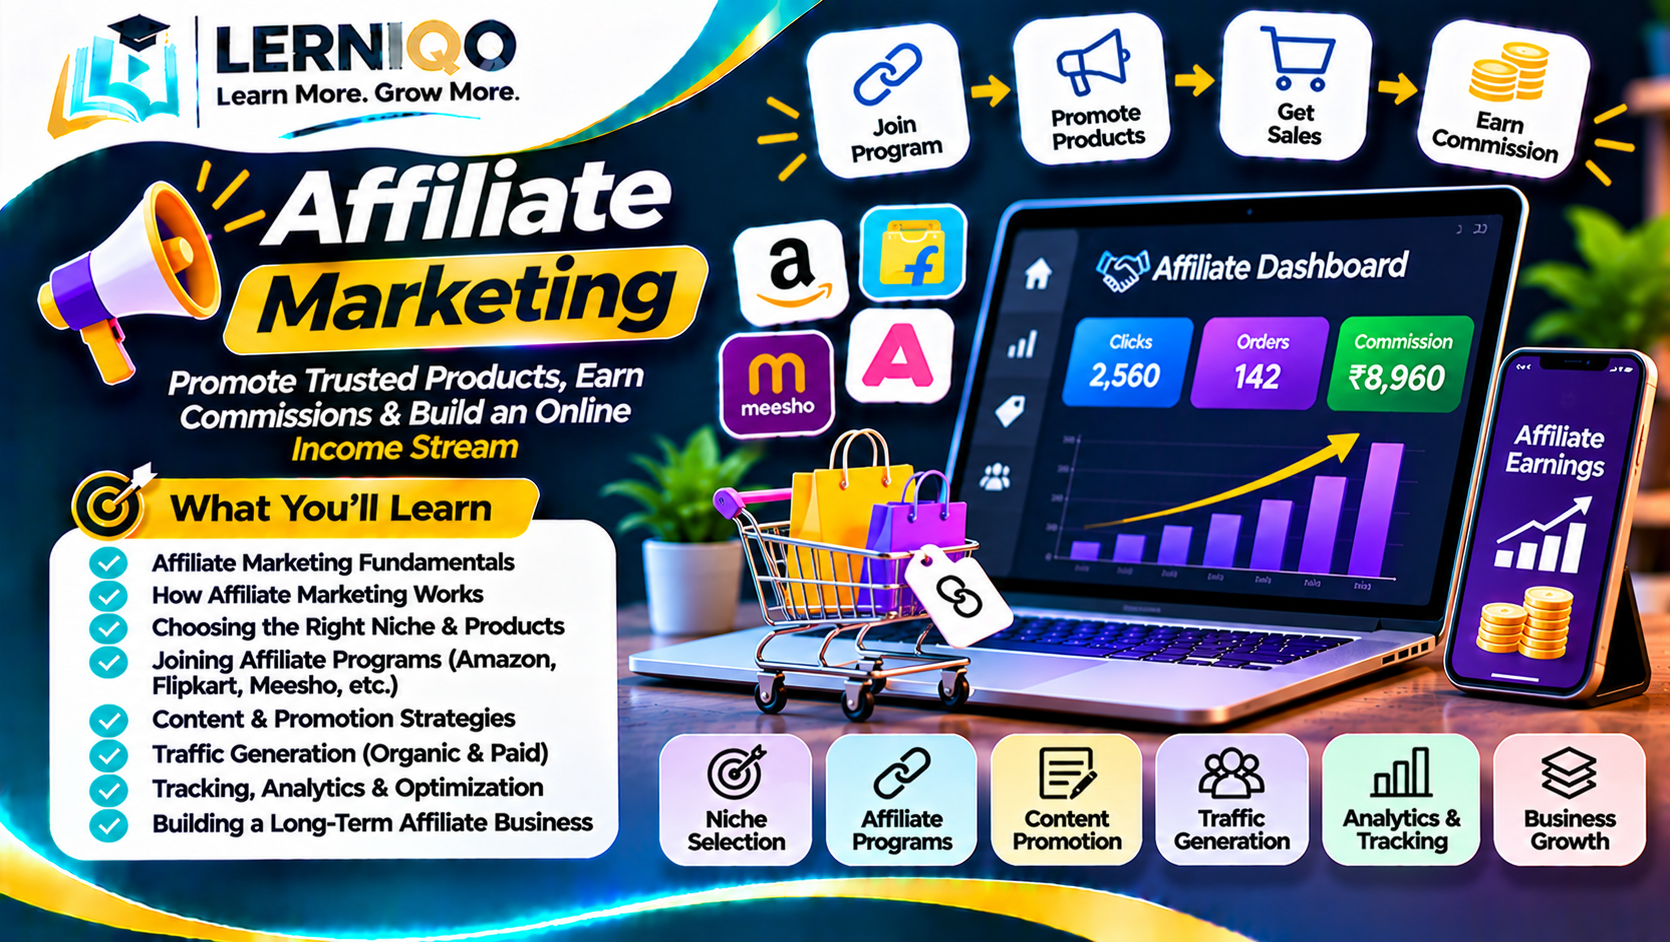 LERNIQO
Learn More. Grow More.
Affiliate
Marketing
Promote Trusted Products, Earn
Commissions & Build an Online
Income Stream
What You'll Learn
Affiliate Marketing Fundamentals
How Affiliate Marketing Works
Choosing the Right Niche & Products
Joining Affiliate Programs (Amazon,
Flipkart, Meesho, etc.)
Content & Promotion Strategies
Traffic Generation (Organic & Paid)
Tracking, Analytics & Optimization
Building a Long-Term Affiliate Business
Join
Program
Promote
Products
Get
Sales
Earn
Commission
a
f
m
meesho
A
Affiliate Dashboard
Clicks
2,560
Orders
142
Commission
₹8,960
Affiliate
Earnings
Niche
Selection
Affiliate
Programs
Content
Promotion
Traffic
Generation
Analytics &
Tracking
Business
Growth